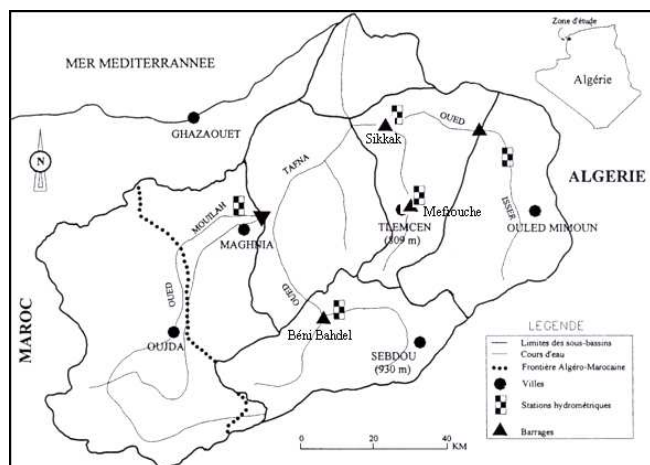 Zone d'étude
Algérie
MER MEDITERRANNEE
GHAZAOUET
N
Sikkak
OUED
TAFNA
ISSER
ALGERIE
OULED MIMOUN
Mefrouche
TLEMCEN
(809 m)
MOUILAH
MAGHNIA
OUED
OUED
MAROC
OUJDA
Béni Bahdel
SEBDOU
(930 m)
0 20 40
KM
LEGENDE
Limites des sous-bassins
Cours d'eau
Frontière Algéro-Marocaine
Villes
Stations hydrométriques
Barrages